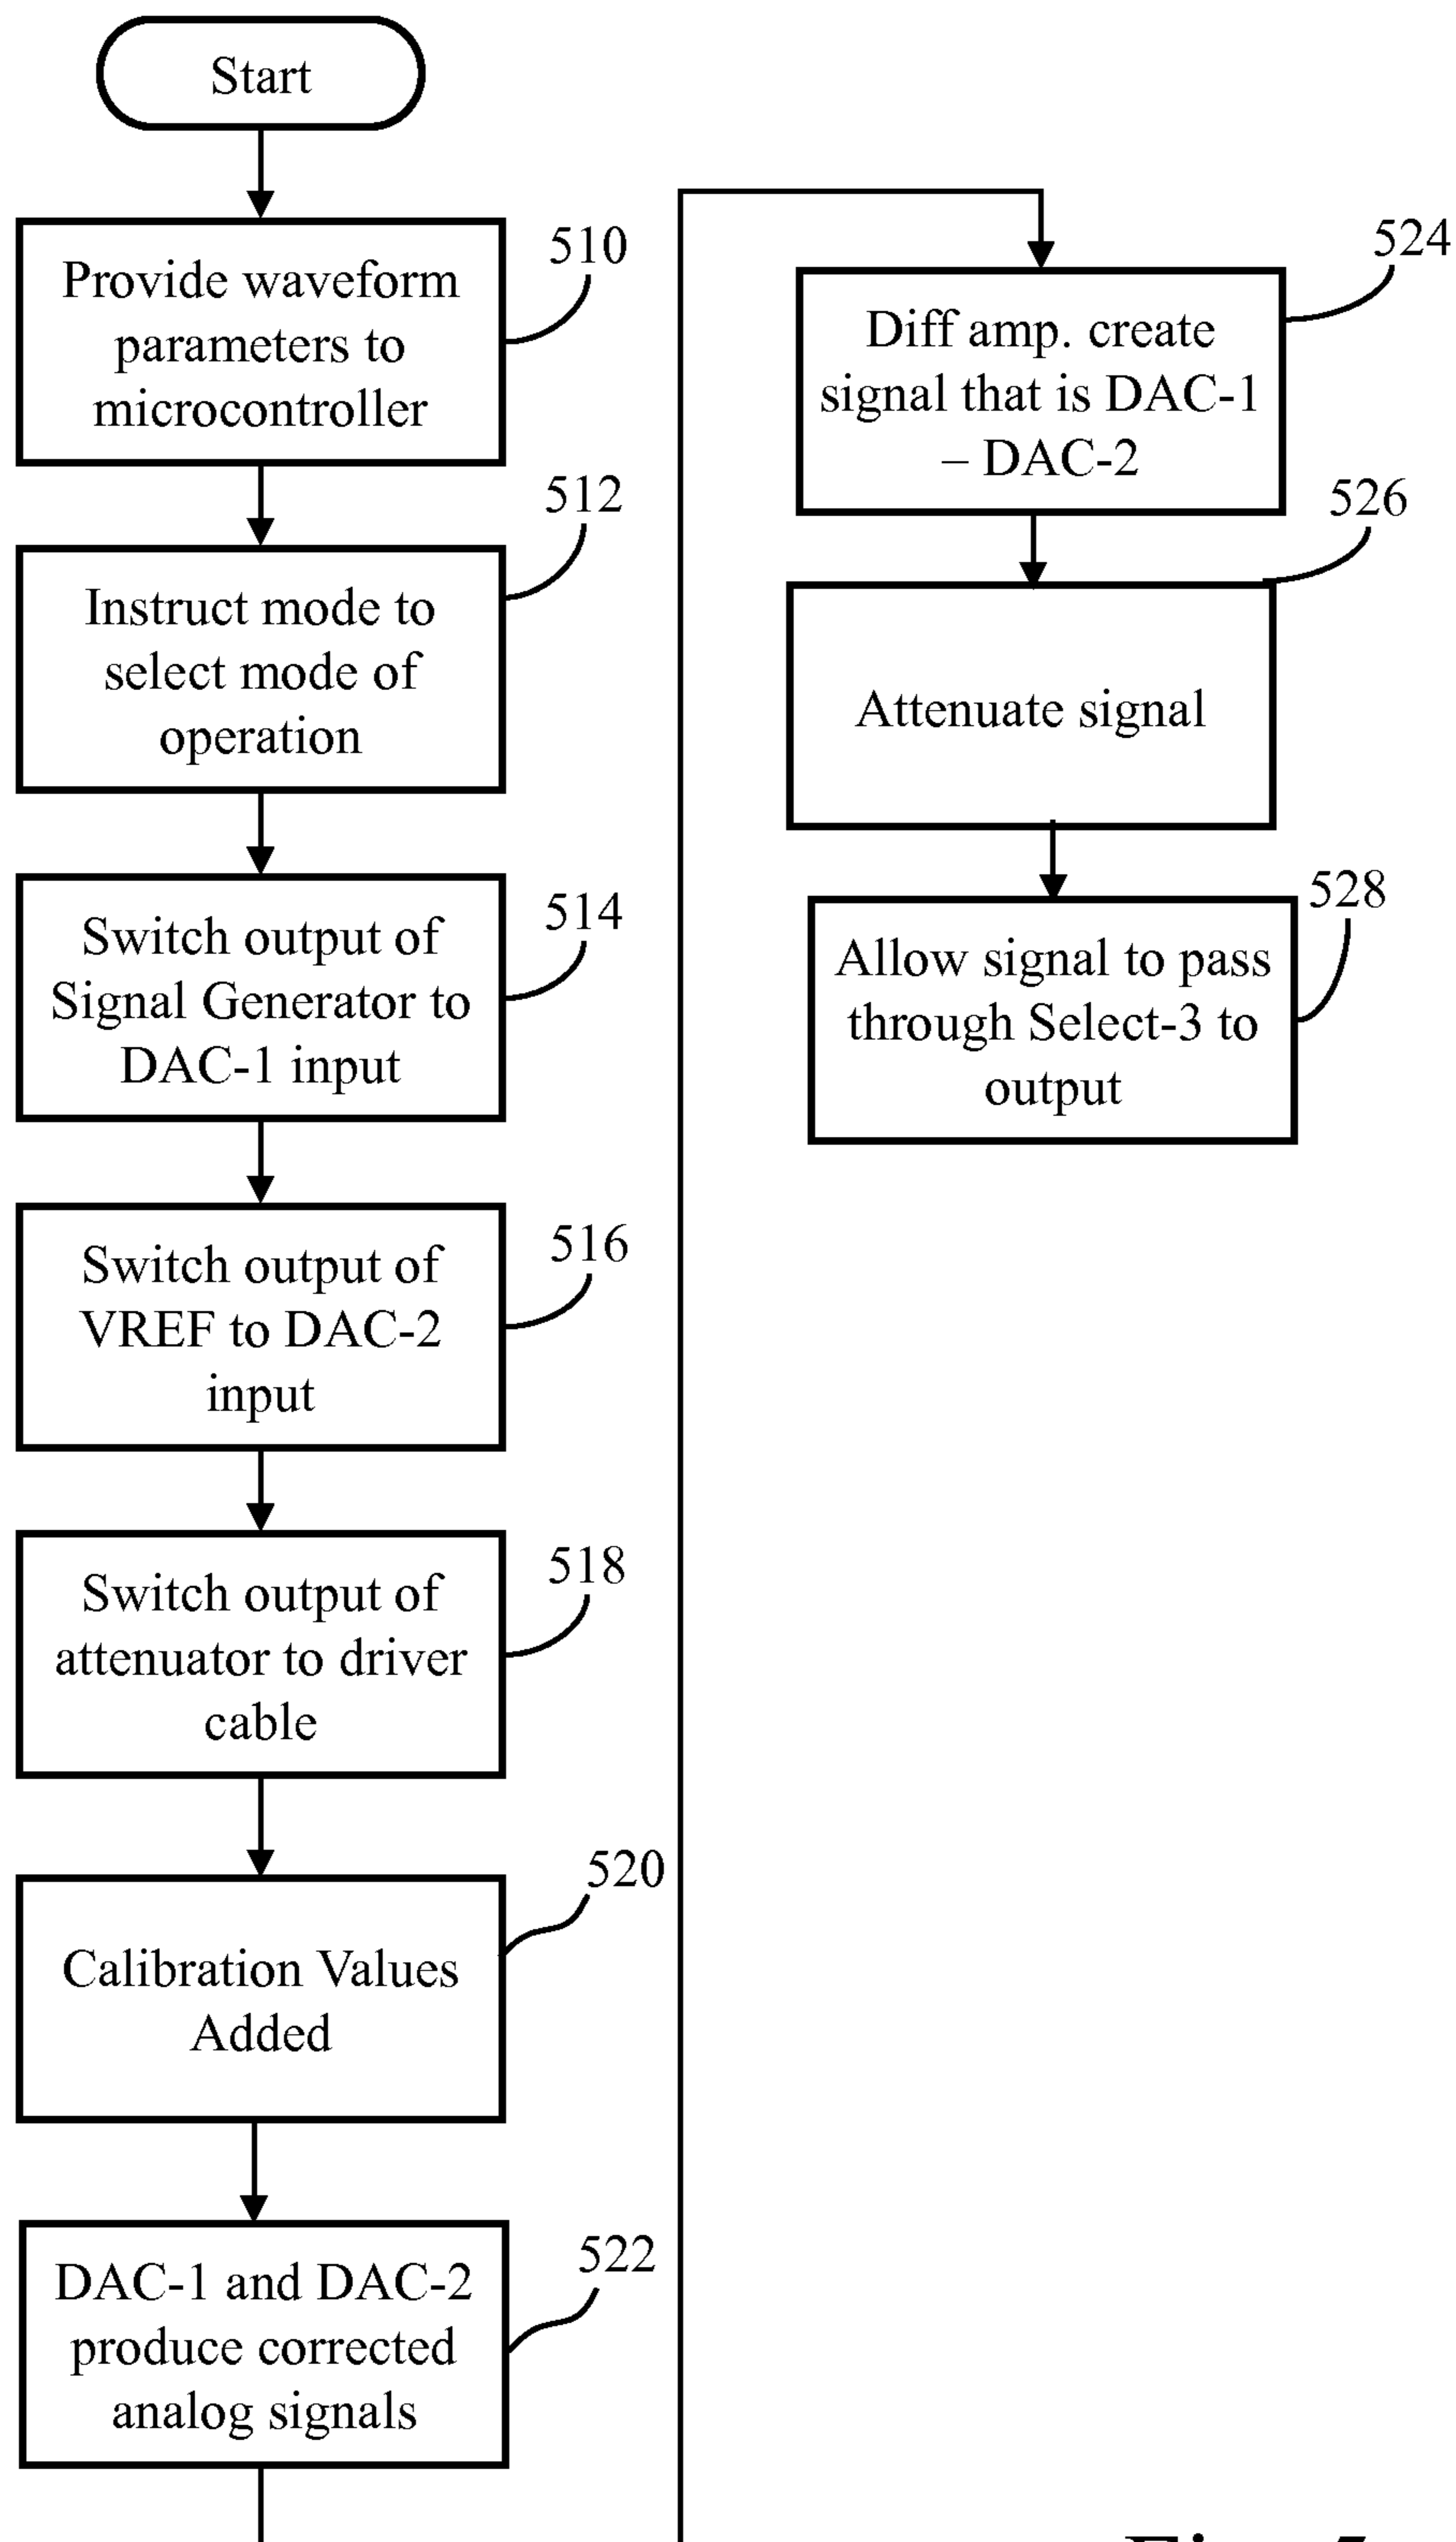 Start
Provide waveform
parameters to
microcontroller
510
Instruct mode to
select mode of
operation
512
Switch output of
Signal Generator to
DAC-1 input
514
Switch output of
VREF to DAC-2
input
516
Switch output of
attenuator to driver
cable
518
Calibration Values
Added
520
DAC-1 and DAC-2
produce corrected
analog signals
522
Diff amp. create
signal that is DAC-1
– DAC-2
524
Attenuate signal
526
Allow signal to pass
through Select-3 to
output
528